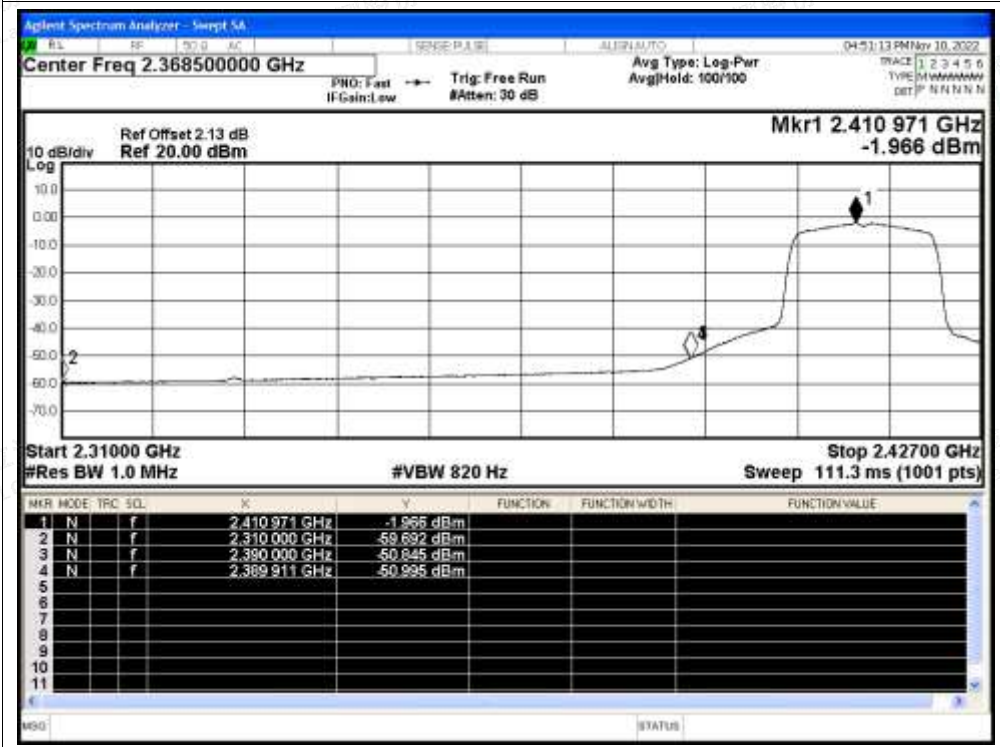 Agilent Spectrum Analyzer - Swept SA
RL RF 50 Ω AC SENSE:PULSE ALIGN AUTO 04:51:13 PM Nov 10, 2022
Center Freq 2.368500000 GHz
PNO: Fast
IFGain:Low
Trig: Free Run
#Atten: 30 dB
Avg Type: Log-Pwr
Avg|Hold: 100/100
TRACE 1 2 3 4 5 6
TYPE M WWWWW
DET P N N N N N
Mkr1 2.410 971 GHz
-1.966 dBm
Ref Offset 2.13 dB
10 dB/div Ref 20.00 dBm
Log
10.0
0.00
-10.0
-20.0
-30.0
-40.0
-50.0
-60.0
-70.0
1
4
2
Start 2.31000 GHz Stop 2.42700 GHz
#Res BW 1.0 MHz #VBW 820 Hz Sweep 111.3 ms (1001 pts)
MKR MODE TRC SCL X Y FUNCTION FUNCTION WIDTH FUNCTION VALUE
1 N f 2.410 971 GHz -1.966 dBm
2 N f 2.310 000 GHz -59.692 dBm
3 N f 2.390 000 GHz -50.845 dBm
4 N f 2.389 911 GHz -50.995 dBm
5
6
7
8
9
10
11
MSG STATUS